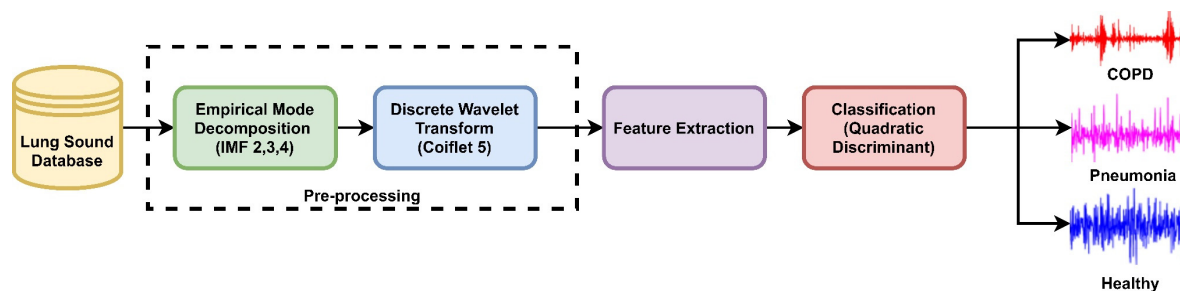 Lung Sound
Database
Empirical Mode
Decomposition
(IMF 2,3,4)
Discrete Wavelet
Transform
(Coiflet 5)
Pre-processing
Feature Extraction
Classification
(Quadratic
Discriminant)
COPD
Pneumonia
Healthy